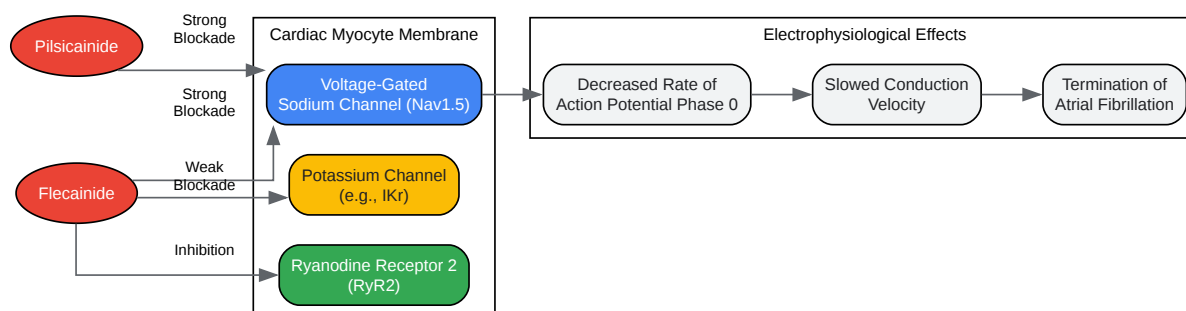 Strong
Blockade
Pilsicainide
Strong
Blockade
Weak
Blockade
Flecainide
Inhibition
Cardiac Myocyte Membrane
Voltage-Gated
Sodium Channel (Nav1.5)
Potassium Channel
(e.g., IKr)
Ryanodine Receptor 2
(RyR2)
Electrophysiological Effects
Decreased Rate of
Action Potential Phase 0
Slowed Conduction
Velocity
Termination of
Atrial Fibrillation